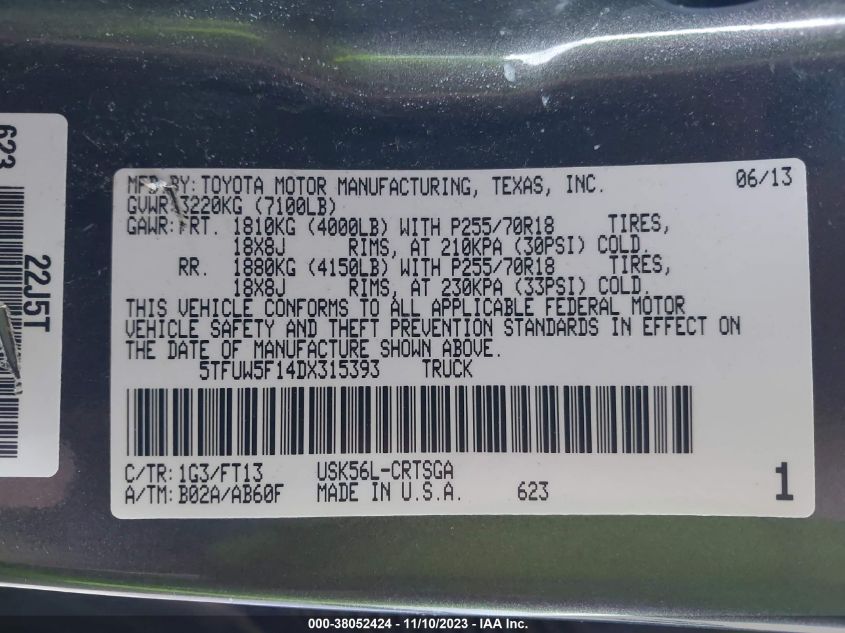 623
22J5T
MFD BY: TOYOTA MOTOR MANUFACTURING, TEXAS, INC. 06/13
GVWR 3220KG (7100LB)
GAWR: FRT. 1810KG (4000LB) WITH P255/70R18 TIRES,
18X8J RIMS, AT 210KPA (30PSI) COLD.
RR. 1880KG (4150LB) WITH P255/70R18 TIRES,
18X8J RIMS, AT 230KPA (33PSI) COLD.
THIS VEHICLE CONFORMS TO ALL APPLICABLE FEDERAL MOTOR
VEHICLE SAFETY AND THEFT PREVENTION STANDARDS IN EFFECT ON
THE DATE OF MANUFACTURE SHOWN ABOVE.
5TFUW5F14DX315393 TRUCK
C/TR: 1G3/FT13 USK56L-CRTSGA
A/TM: B02A/AB60F MADE IN U.S.A. 623 1
000-38052424 - 11/10/2023 - IAA Inc.